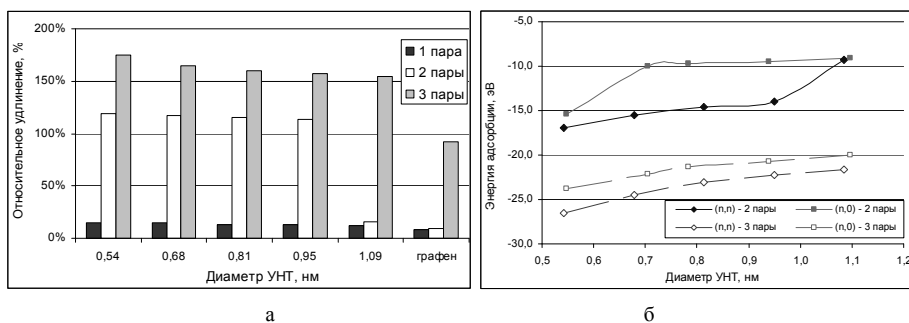 200%
150%
100%
50%
0%
Относительное удлинение, %
1 пара
2 пары
3 пары
0,54 0,68 0,81 0,95 1,09 графен
Диаметр УНТ, нм
а
-5,0
-10,0
-15,0
-20,0
-25,0
-30,0
Энергия адсорбции, эВ
(n,n) - 2 пары (n,0) - 2 пары
(n,n) - 3 пары (n,0) - 3 пары
0,5 0,6 0,7 0,8 0,9 1,0 1,1 1,2
Диаметр УНТ, нм
б